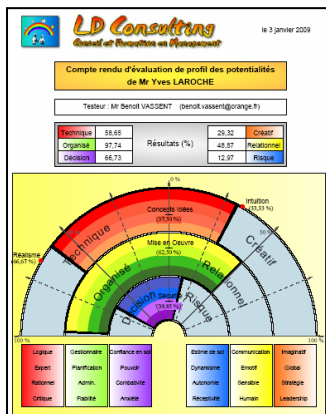 LD Consulting
Conseil et Formation en Management
le 3 janvier 2009
Compte rendu d'évaluation de profil des potentialités
de Mr Yves LAROCHE
Testeur : Mr Benoit VASSENT (benoit.vassent@orange.fr)
Technique 58,65 Résultats (%) 29,32 Créatif
Organisé 97,74 48,87 Relationnel
Décision 66,73 12,97 Risque
0 %
Intuition
(33,33 %)
Concepts Idées
Réalisme
(66,67 %)
Technique
Créatif
Mise en Oeuvre
Organisé
Relationnel
Décision
Risque
100 % 100 %
Logique Gestionnaire Confiance en soi Estime de soi Communication Imaginatif
Expert Planification Pouvoir Dynamisme Emotif Global
Rationnel Admin. Combativité Autonomie Sensible Stratégie
Critique Fiabilité Anxiété Réceptivité Humain Leadership